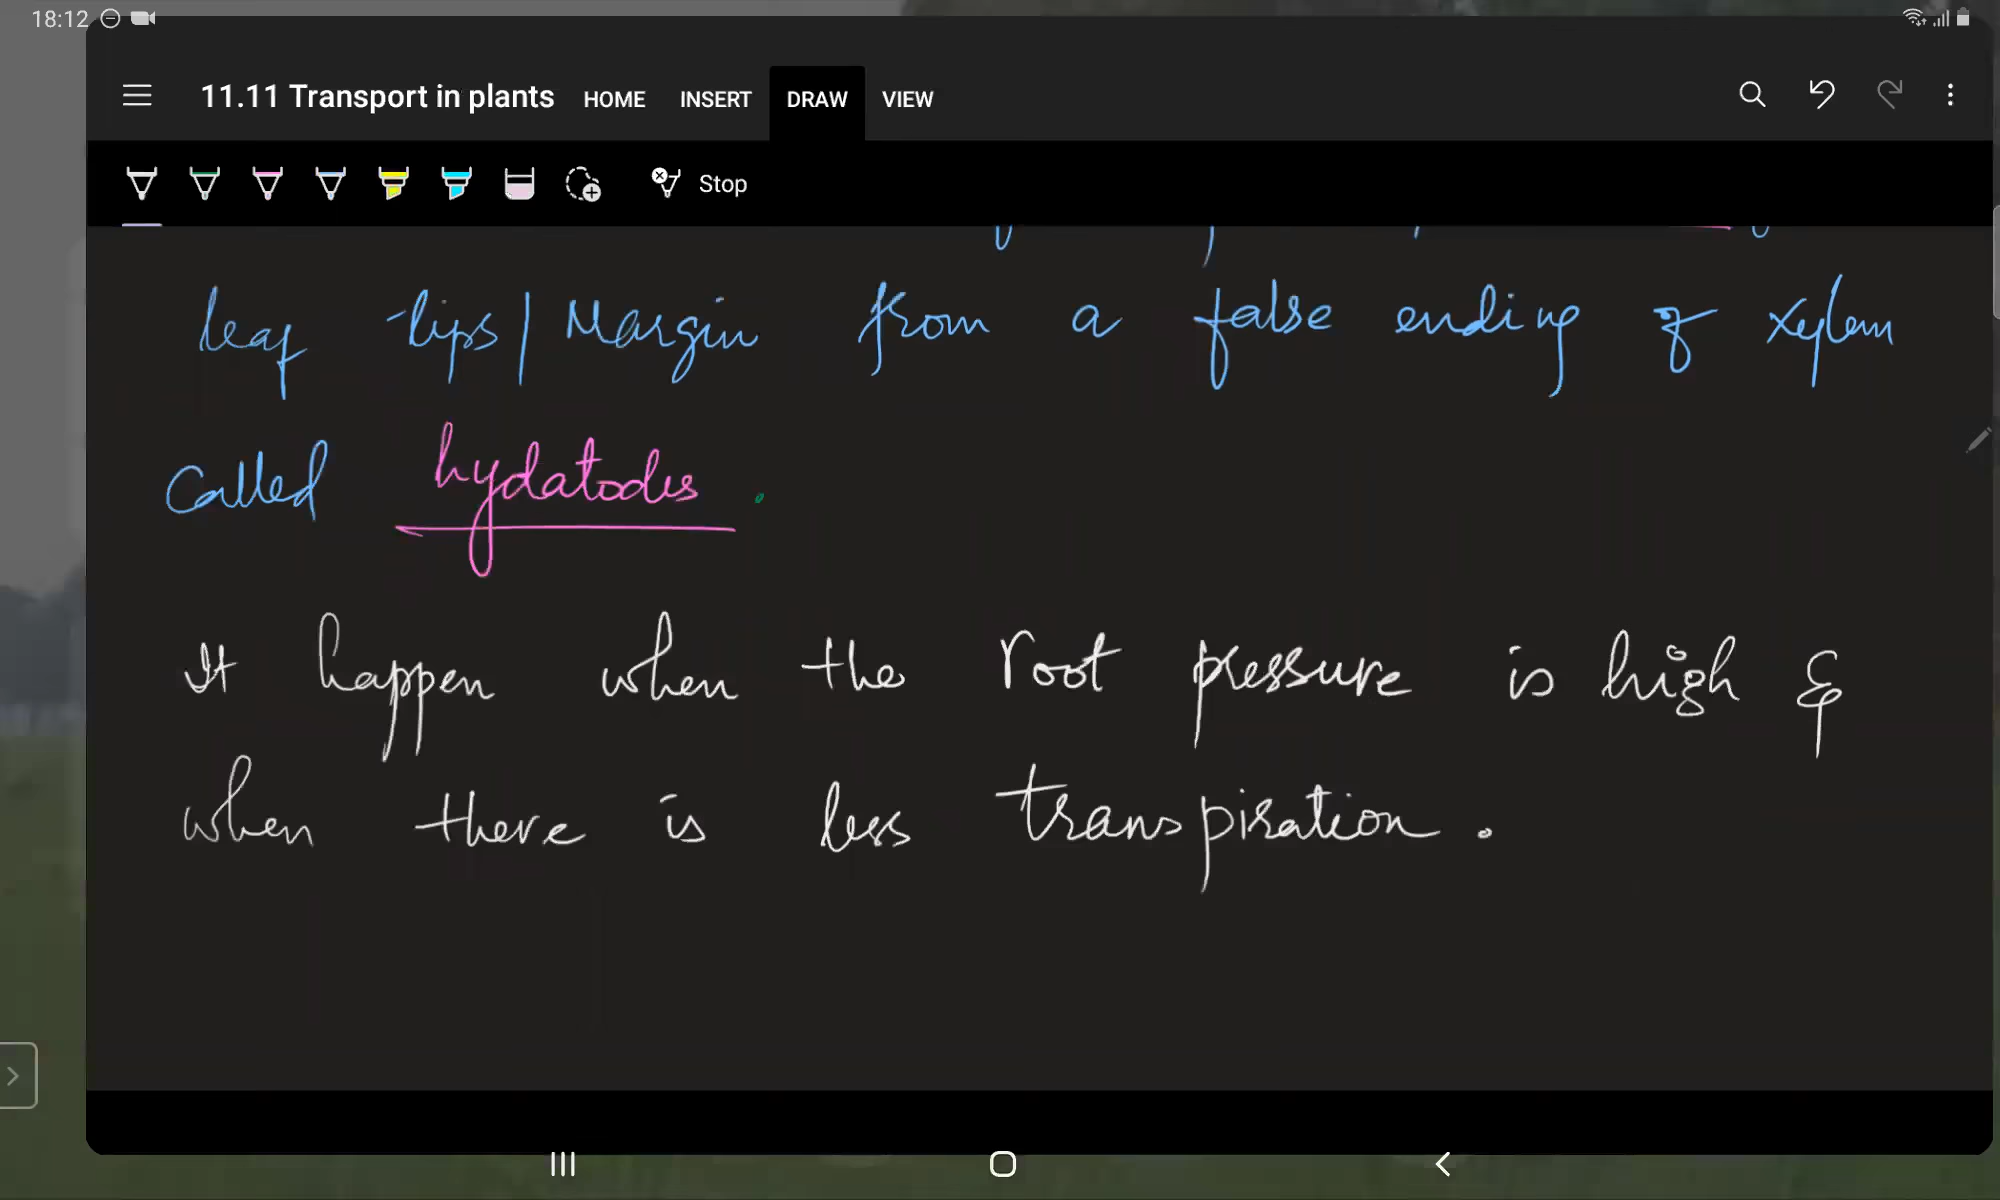 18:12
11.11 Transport in plants HOME INSERT DRAW VIEW
Stop
leaf tips/Margin from a false ending of xylem
called hydatodes.
It happen when the root pressure is high &
when there is less transpiration.